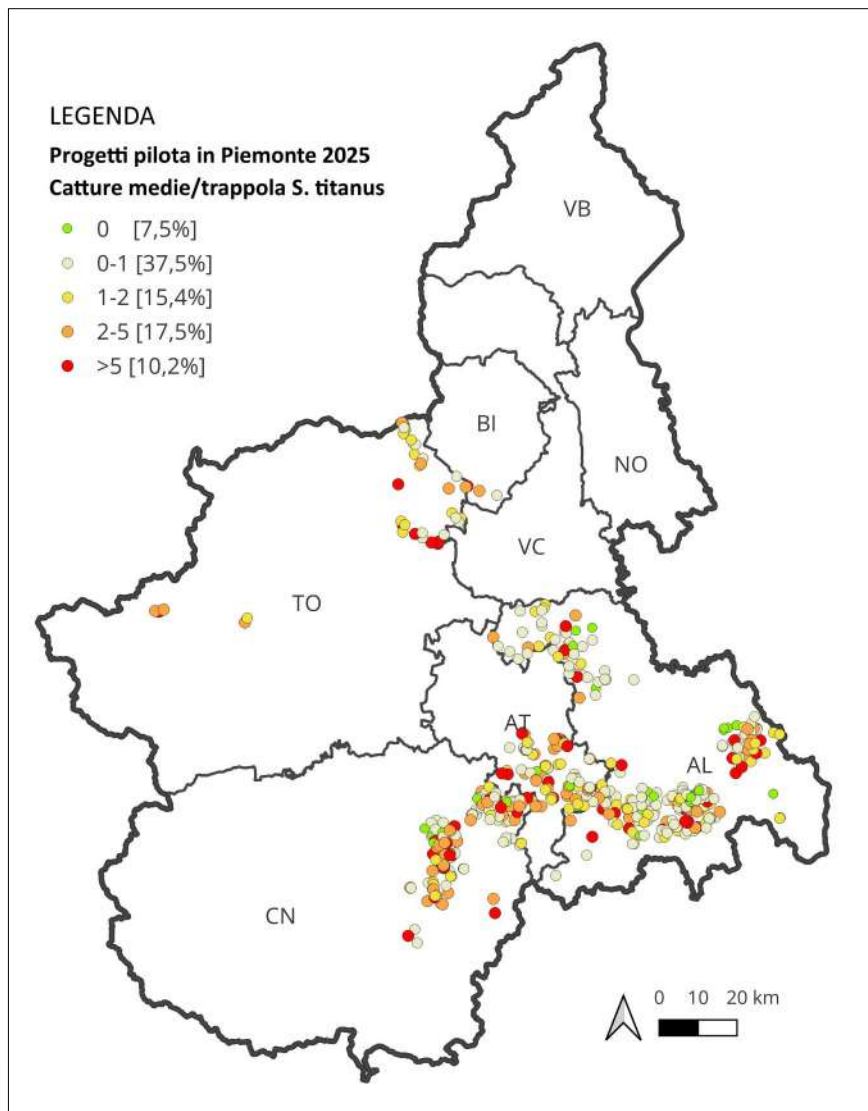 LEGENDA
Progetti pilota in Piemonte 2025
Catture medie/trappola S. titanus
0 [7,5%]
0-1 [37,5%]
1-2 [15,4%]
2-5 [17,5%]
>5 [10,2%]
VB
BI
NO
VC
TO
AT
AL
CN
0 10 20 km